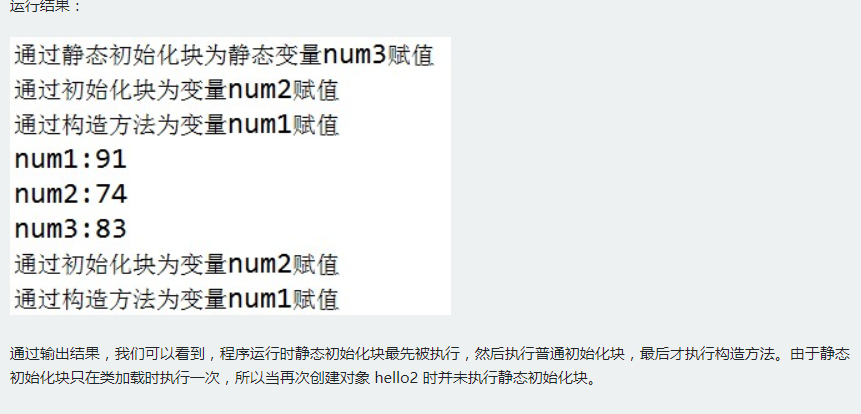 运行结果：
通过静态初始化块为静态变量num3赋值
通过初始化块为变量num2赋值
通过构造方法为变量num1赋值
num1:91
num2:74
num3:83
通过初始化块为变量num2赋值
通过构造方法为变量num1赋值
通过输出结果，我们可以看到，程序运行时静态初始化块最先被执行，然后执行普通初始化块，最后才执行构造方法。由于静态
初始化块只在类加载时执行一次，所以当再次创建对象 hello2 时并未执行静态初始化块。